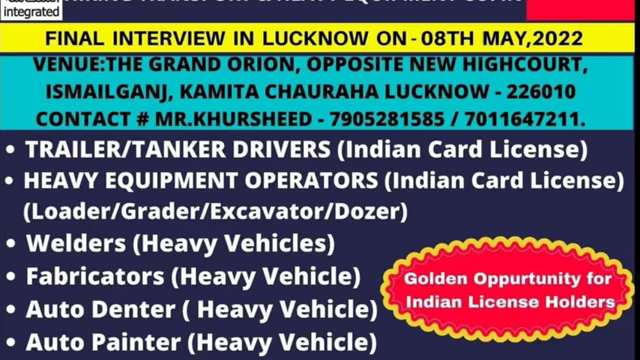 integrated
FINAL INTERVIEW IN LUCKNOW ON - 08TH MAY,2022
VENUE:THE GRAND ORION, OPPOSITE NEW HIGHCOURT,
ISMAILGANJ, KAMITA CHAURAHA LUCKNOW - 226010
CONTACT # MR.KHURSHEED - 7905281585 / 7011647211.
• TRAILER/TANKER DRIVERS (Indian Card License)
• HEAVY EQUIPMENT OPERATORS (Indian Card License)
(Loader/Grader/Excavator/Dozer)
• Welders (Heavy Vehicles)
• Fabricators (Heavy Vehicle)
• Auto Denter ( Heavy Vehicle)
• Auto Painter (Heavy Vehicle)
Golden Oppurtunity for
Indian License Holders